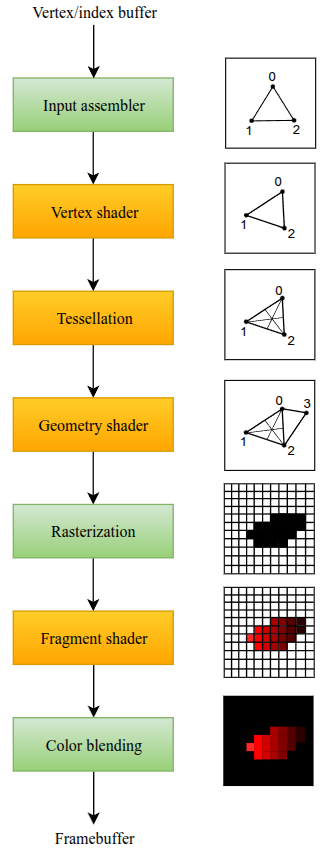 Vertex/index buffer
Input assembler
0
1 2
Vertex shader
0
1
2
Tessellation
0
1
2
Geometry shader
0 3
1
2
Rasterization
Fragment shader
Color blending
Framebuffer